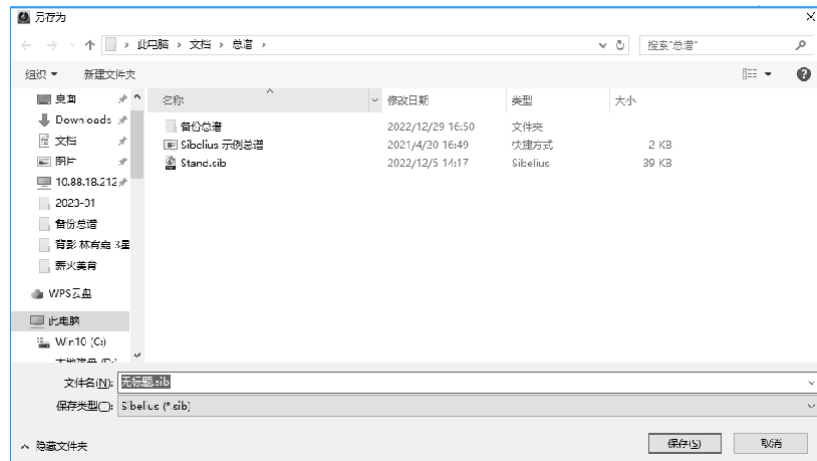 另存为
此电脑 › 文档 › 总谱 ›
搜索"总谱"
组织 新建文件夹
名称 修改日期 类型 大小
桌面
Downloads
文档
图片
10.88.18.212
2023-01
备份总谱
背影 林有启 3星
薪火美育
WPS云盘
此电脑
Win10 (C:)
本地磁盘 (D:)
备份总谱 2022/12/29 16:50 文件夹
Sibelius 示例总谱 2021/4/20 16:49 快捷方式 2 KB
Stand.sib 2022/12/5 14:17 Sibelius 39 KB
文件名(N): 无标题.sib
保存类型(T): Sibelius (*.sib)
隐藏文件夹
保存(S) 取消